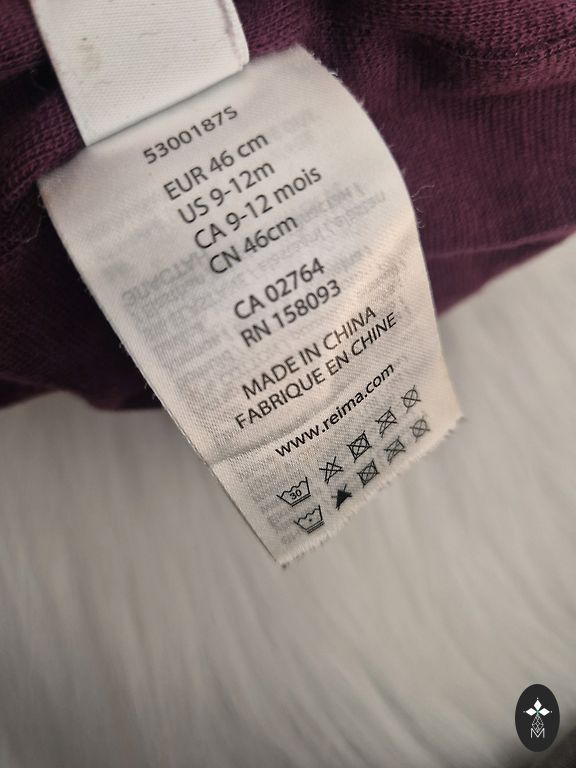 5300187S
EUR 46 cm
US 9-12m
CA 9-12 mois
CN 46cm
CA 02764
RN 158093
MADE IN CHINA
FABRIQUE EN CHINE
www.reima.com
30
M